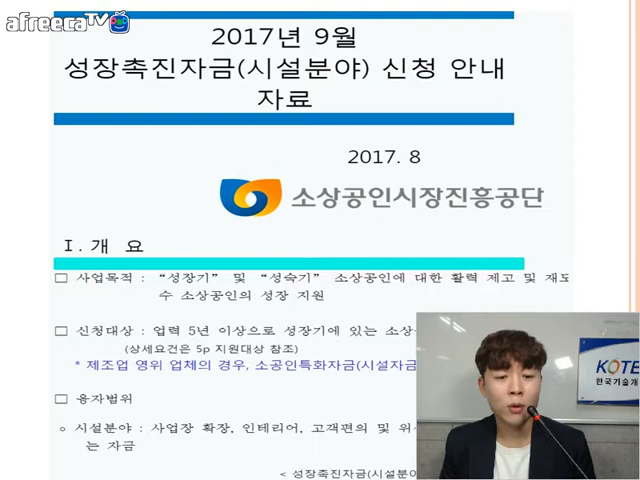 afreecaTV
2017년 9월
성장촉진자금(시설분야) 신청 안내
자료
2017. 8
소상공인시장진흥공단
Ⅰ. 개 요
□ 사업목적 : “성장기” 및 “성숙기” 소상공인에 대한 활력 제고 및
수 소상공인의 성장 지원
□ 신청대상 : 업력 5년 이상으로 성장기에 있는
(상세요건은 5p 지원대상 참조)
* 제조업 영위 업체의 경우, 소공인특화자금(시설자금
□ 융자범위
○ 시설분야 : 사업장 확장, 인테리어, 고객편의 및
는 자금
< 성장촉진자금(시설분야
KOTE
한국기술개